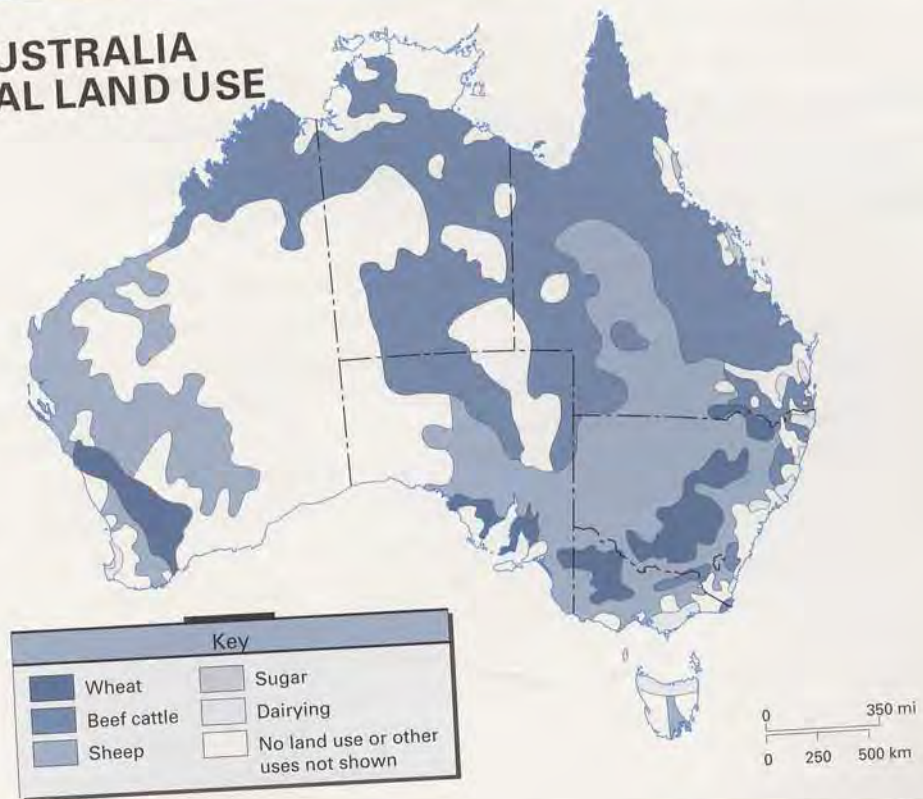 USTRALIA
AL LAND USE
Key
Wheat
Beef cattle
Sheep
Sugar
Dairying
No land use or other
uses not shown
0 350 mi
0 250 500 km